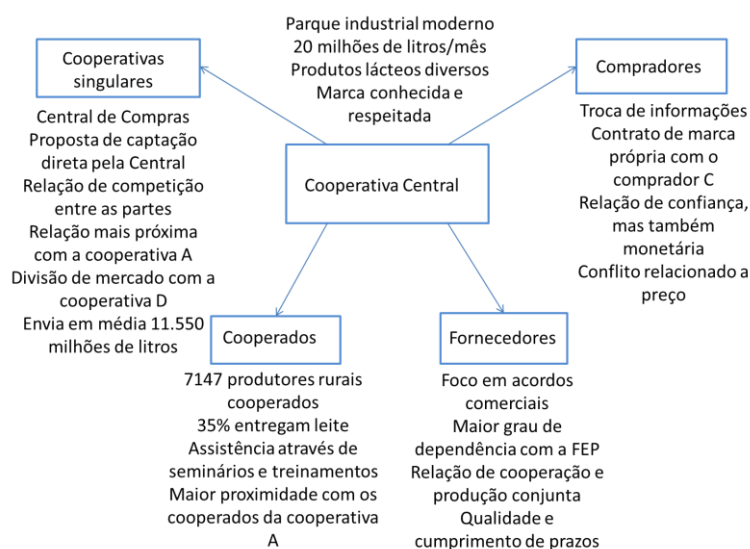 Parque industrial moderno
20 milhões de litros/mês
Produtos lácteos diversos
Marca conhecida e
respeitada
Cooperativas
singulares
Central de Compras
Proposta de captação
direta pela Central
Relação de competição
entre as partes
Relação mais próxima
com a cooperativa A
Divisão de mercado com a
cooperativa D
Envia em média 11.550
milhões de litros
Compradores
Troca de informações
Contrato de marca
própria com o
comprador C
Relação de confiança,
mas também
monetária
Conflito relacionado a
preço
Cooperativa Central
Cooperados
7147 produtores rurais
cooperados
35% entregam leite
Assistência através de
seminários e treinamentos
Maior proximidade com os
cooperados da cooperativa
A
Fornecedores
Foco em acordos
comerciais
Maior grau de
dependência com a FEP
Relação de cooperação e
produção conjunta
Qualidade e
cumprimento de prazos